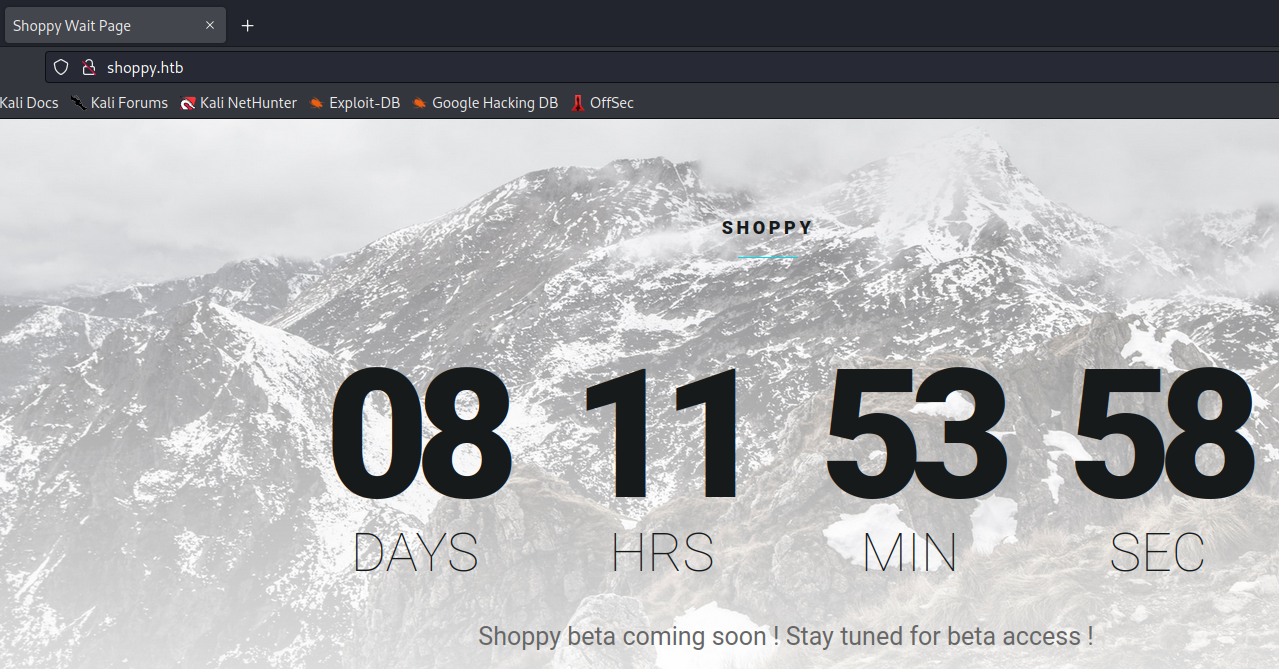 Shoppy Wait Page
shoppy.htb
Kali Docs Kali Forums Kali NetHunter Exploit-DB Google Hacking DB OffSec
SHOPPY
08 11 53 58
DAYS HRS MIN SEC
Shoppy beta coming soon ! Stay tuned for beta access !